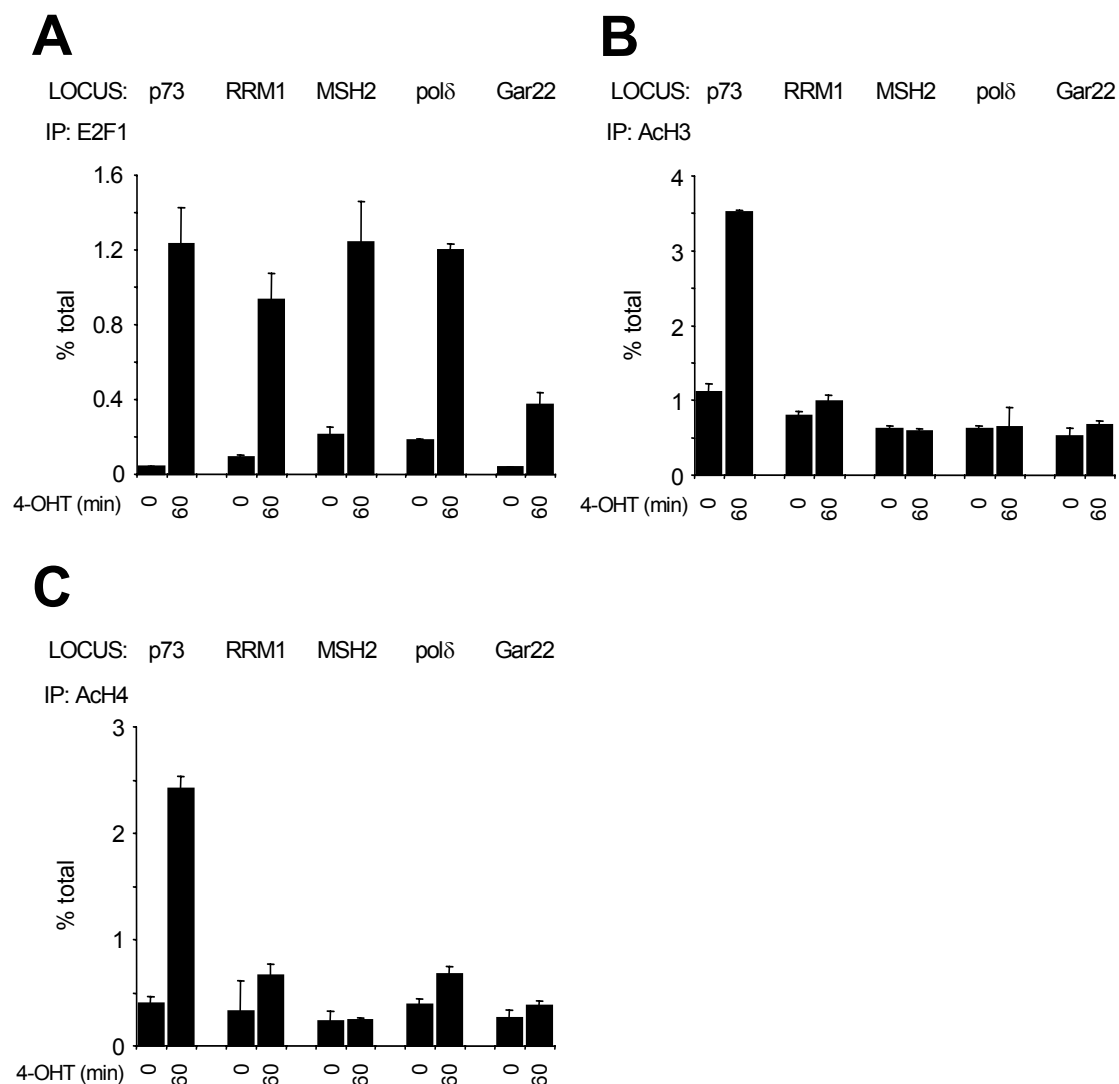 A
LOCUS: p73 RRM1 MSH2 polδ Gar22
IP: E2F1
1.6
1.2
0.8
0.4
0
% total
4-OHT (min) 0 60 0 60 0 60 0 60 0 60
B
LOCUS: p73 RRM1 MSH2 polδ Gar22
IP: AcH3
4
3
2
1
0
% total
4-OHT (min) 0 60 0 60 0 60 0 60 0 60
C
LOCUS: p73 RRM1 MSH2 polδ Gar22
IP: AcH4
3
2
1
0
% total
4-OHT (min) 0 60 0 60 0 60 0 60 0 60